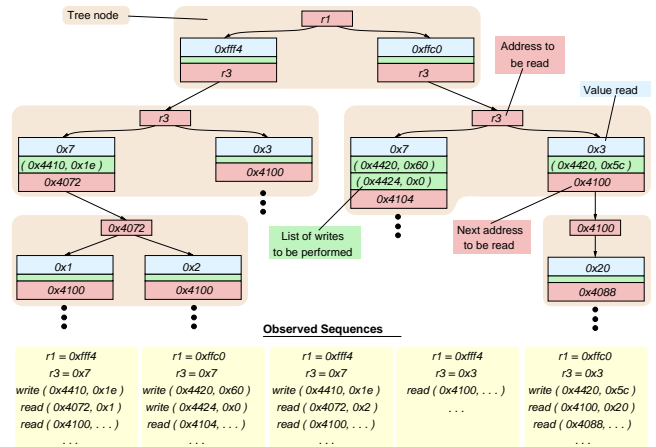 Tree node
r1
0xfff4
r3
0xffc0
r3
Address to
be read
Value read
r3
0x7
( 0x4410, 0x1e )
0x4072
0x3
0x4100
r3
0x7
( 0x4420, 0x60 )
( 0x4424, 0x0 )
0x4104
0x3
( 0x4420, 0x5c )
0x4100
0x4072
0x1
0x4100
0x2
0x4100
List of writes
to be performed
Next address
to be read
0x4100
0x20
0x4088
Observed Sequences
r1 = 0xfff4
r3 = 0x7
write ( 0x4410, 0x1e )
read ( 0x4072, 0x1 )
read ( 0x4100, . . . )
. . .
r1 = 0xffc0
r3 = 0x7
write ( 0x4420, 0x60 )
write ( 0x4424, 0x0 )
read ( 0x4104, . . . )
. . .
r1 = 0xfff4
r3 = 0x7
write ( 0x4410, 0x1e )
read ( 0x4072, 0x2 )
read ( 0x4100, . . . )
. . .
r1 = 0xfff4
r3 = 0x3
read ( 0x4100, . . . )
. . .
r1 = 0xffc0
r3 = 0x3
write ( 0x4420, 0x5c )
read ( 0x4100, 0x20 )
read ( 0x4088, . . . )
. . .